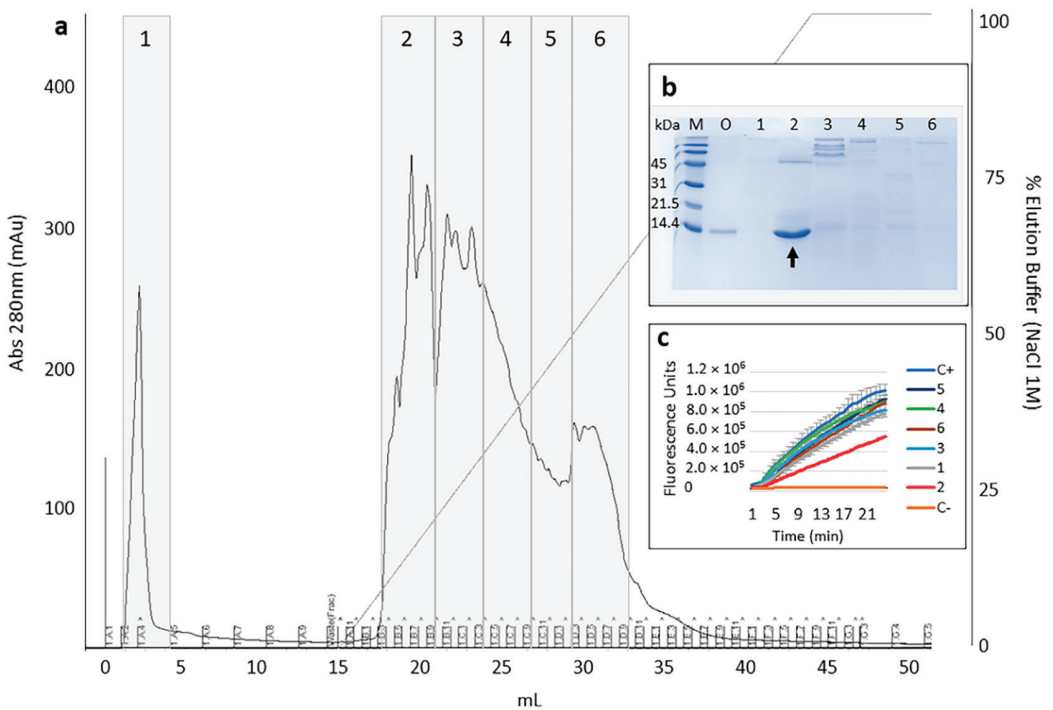 a
1
2
3
4
5
6
100
75
50
25
0
% Elution Buffer (NaCl 1M)
400
300
200
100
Abs 280nm (mAu)
b
kDa M O 1 2 3 4 5 6
45
31
21.5
14.4
c
Fluorescence Units
1.2 × 10⁶
1.0 × 10⁶
8.0 × 10⁵
6.0 × 10⁵
4.0 × 10⁵
2.0 × 10⁵
0
1 5 9 13 17 21
Time (min)
C+
5
4
6
3
1
2
C-
Waste(Frac)
0 5 10 15 20 25 30 35 40 45 50
mL